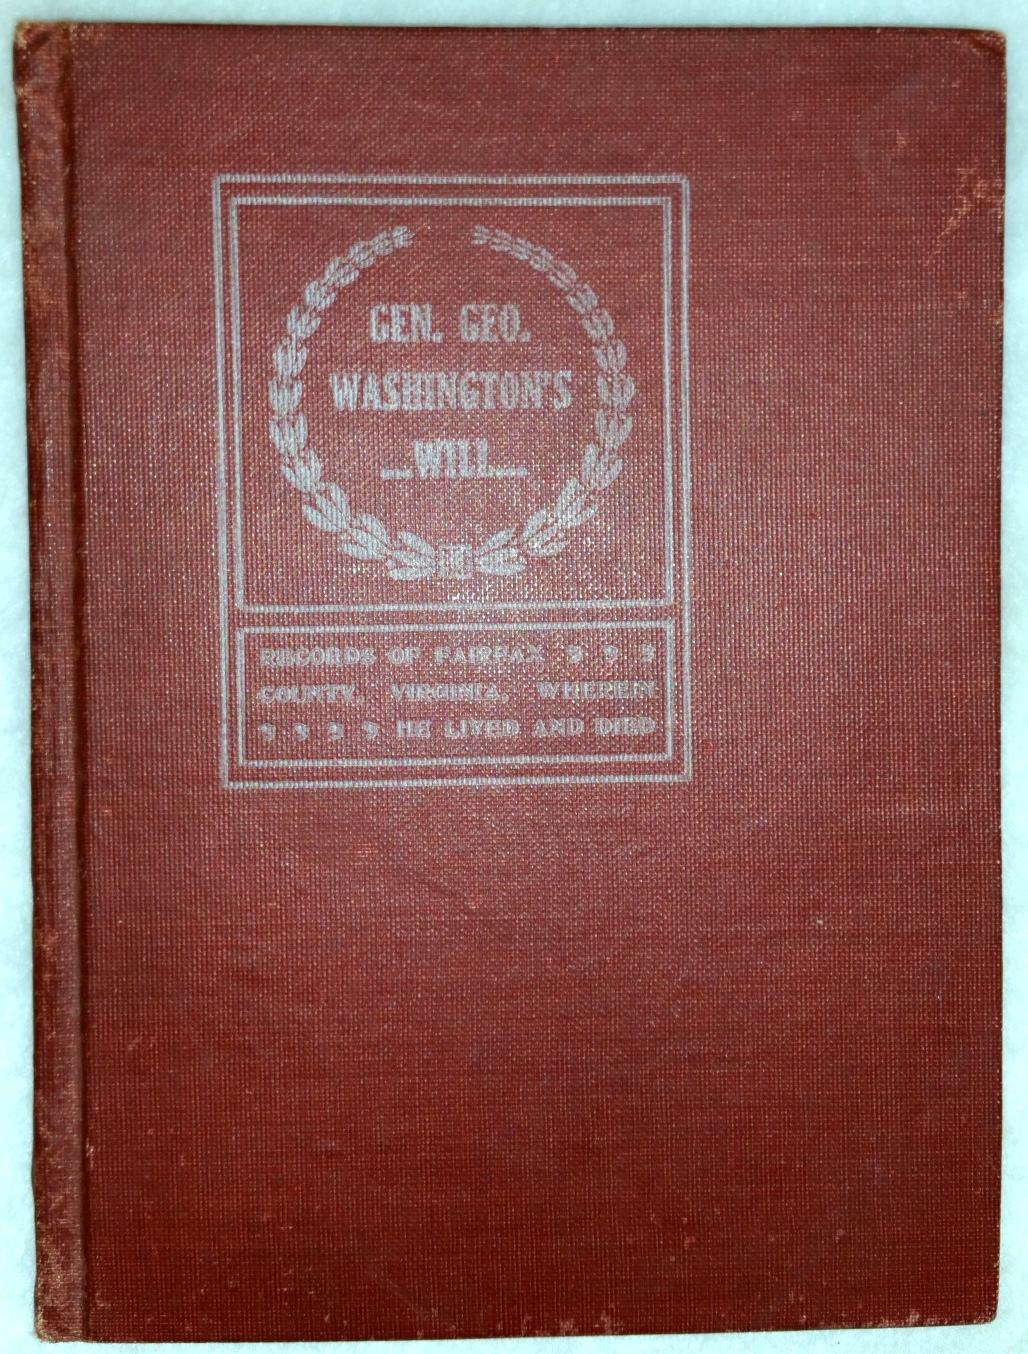 GEN. GEO.
WASHINGTON'S
WILL
RECORDS OF FAIRFAX
COUNTY, VIRGINIA, WHEREIN
HE LIVED AND DIED